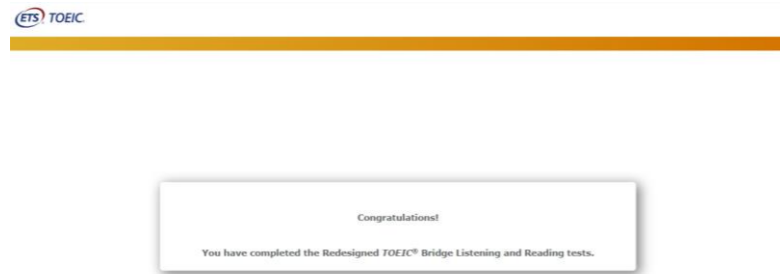 ETS TOEIC.
Congratulations!
You have completed the Redesigned TOEIC® Bridge Listening and Reading tests.